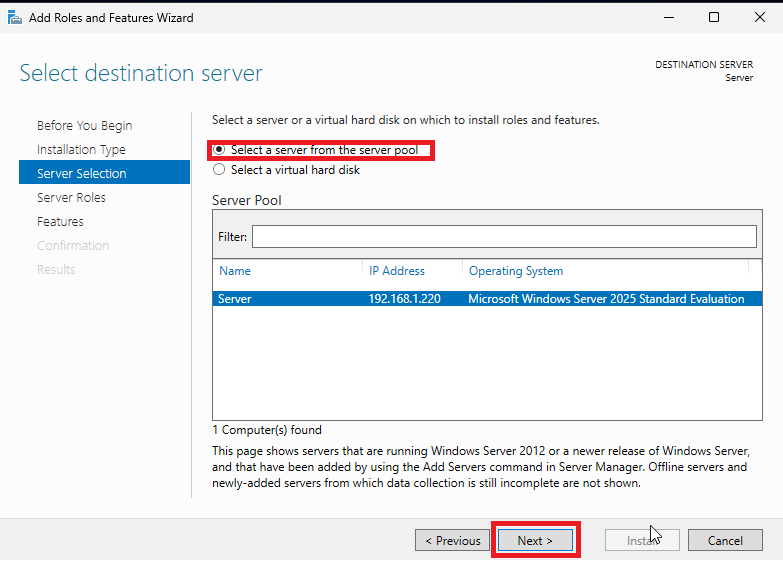 Add Roles and Features Wizard
Select destination server
DESTINATION SERVER
Server
Before You Begin
Installation Type
Server Selection
Server Roles
Features
Confirmation
Results
Select a server or a virtual hard disk on which to install roles and features.
Select a server from the server pool
Select a virtual hard disk
Server Pool
Filter:
Name IP Address Operating System
Server 192.168.1.220 Microsoft Windows Server 2025 Standard Evaluation
1 Computer(s) found
This page shows servers that are running Windows Server 2012 or a newer release of Windows Server,
and that have been added by using the Add Servers command in Server Manager. Offline servers and
newly-added servers from which data collection is still incomplete are not shown.
< Previous Next > Install Cancel